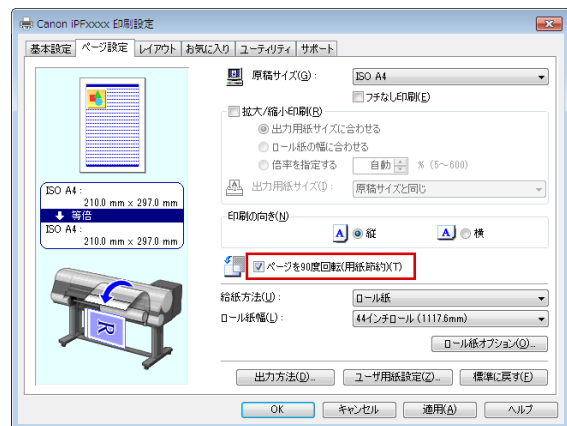 Canon iPFxxxx 印刷設定
基本設定 ページ設定 レイアウト お気に入り ユーティリティ サポート
原稿サイズ(G): ISO A4
フチなし印刷(E)
拡大/縮小印刷(R)
出力用紙サイズに合わせる
ロール紙の幅に合わせる
倍率を指定する 自動 % (5~600)
出力用紙サイズ(I): 原稿サイズと同じ
ISO A4 :
210.0 mm × 297.0 mm
等倍
ISO A4 :
210.0 mm × 297.0 mm
印刷の向き(N)
A 縦 A 横
ページを90度回転(用紙節約)(T)
給紙方法(U): ロール紙
ロール紙幅(L): 44インチロール (1117.6mm)
ロール紙オプション(O)...
R
出力方法(D)... ユーザ用紙設定(Z)... 標準に戻す(F)
OK キャンセル 適用(A) ヘルプ